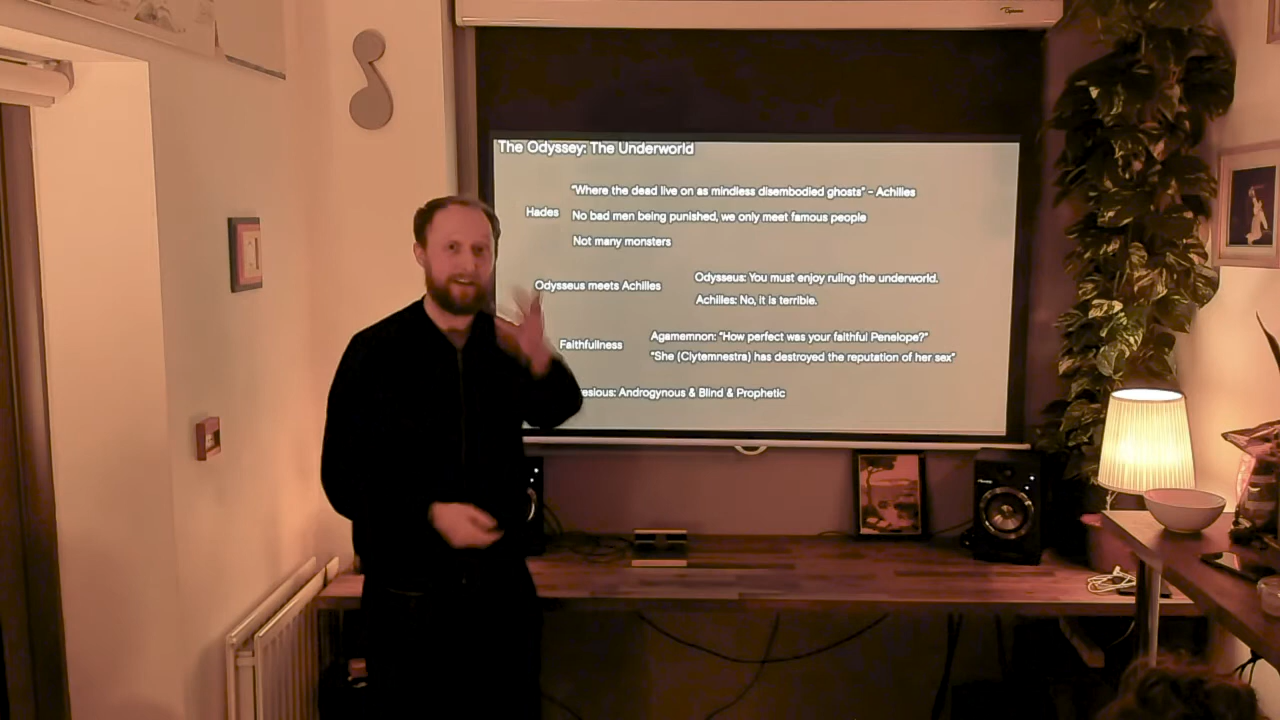 The Odyssey: The Underworld
"Where the dead live on as mindless disembodied ghosts" - Achilles
Hades
No bad men being punished, we only meet famous people
Not many monsters
Odysseus meets Achilles
Odysseus: You must enjoy ruling the underworld.
Achilles: No, it is terrible.
Faithfullness
Agamemnon: "How perfect was your faithful Penelope?"
"She (Clytemnestra) has destroyed the reputation of her sex"
esious: Androgynous & Blind & Prophetic